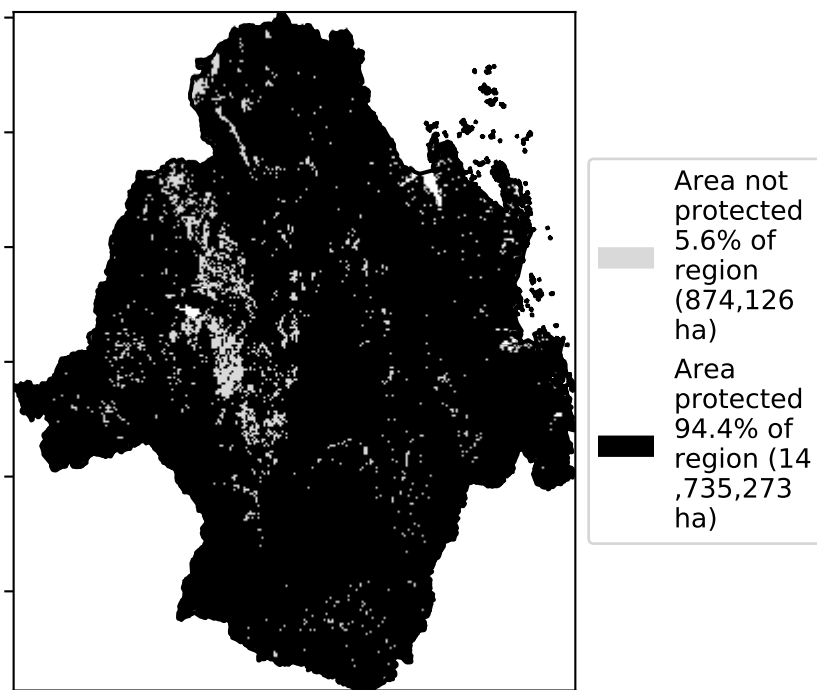 Area not
protected
5.6% of
region
(874,126
ha)
Area
protected
94.4% of
region (14
,735,273
ha)